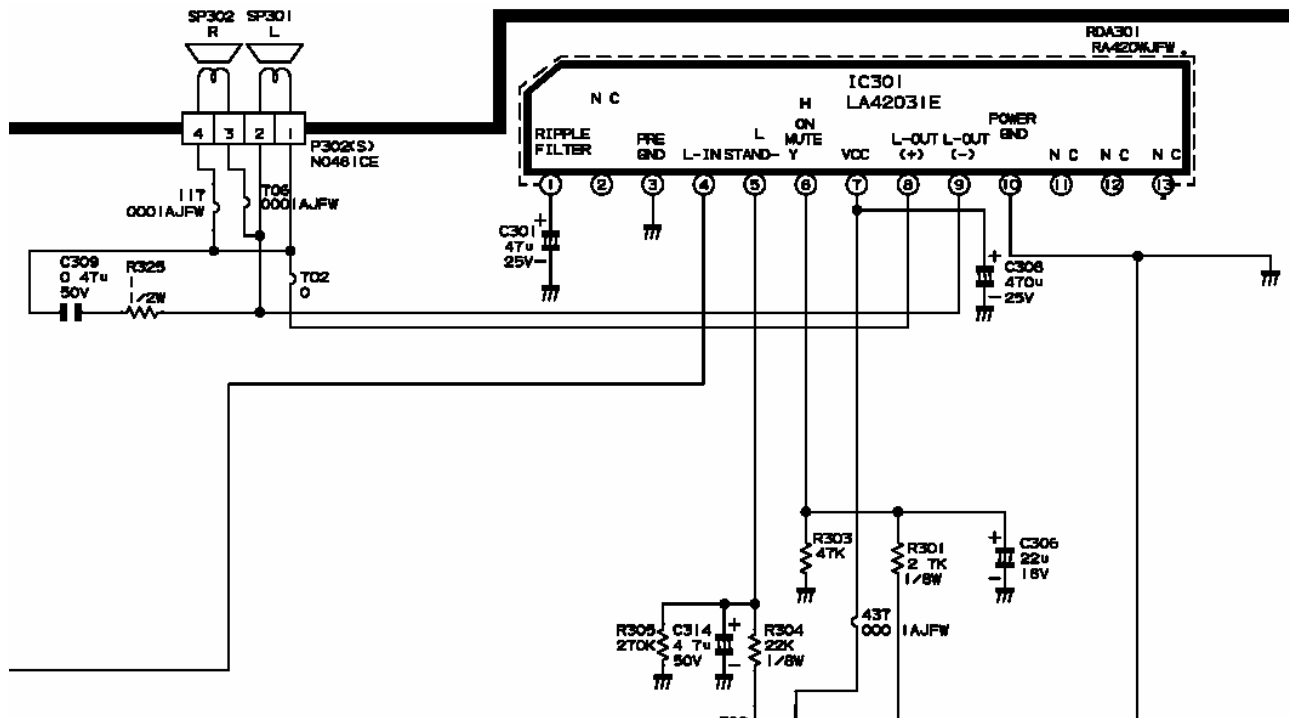 SP302 SP301
R L
4 3 2 1
P302(S)
N0461CE
117
0001AJFW
T06
0001AJFW
C309
0 47u
50V
R325
1
1/2W
T02
0
RDA301
RA420WJFW
IC301
LA42031E
N C
H
ON
MUTE
Y
L
STAND-
RIPPLE
FILTER
PRE
GND
L-IN
VCC
L-OUT
(+)
L-OUT
(-)
POWER
GND
N C
N C
N C
1 2 3 4 5 6 7 8 9 10 11 12 13
C301
47u
25V
+
-
C308
470u
25V
+
-
R303
47K
R301
2 7K
1/8W
C306
22u
16V
+
-
R305
270K
C314
4 7u
50V
+
-
R304
22K
1/8W
43T
000 1AJFW